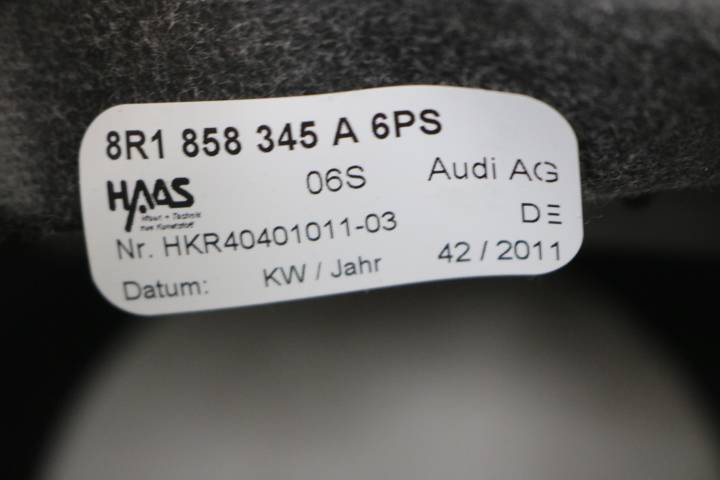 8R1 858 345 A 6PS
HAAS 06S Audi AG
DE
Nr. HKR40401011-03
Datum: KW / Jahr 42 / 2011